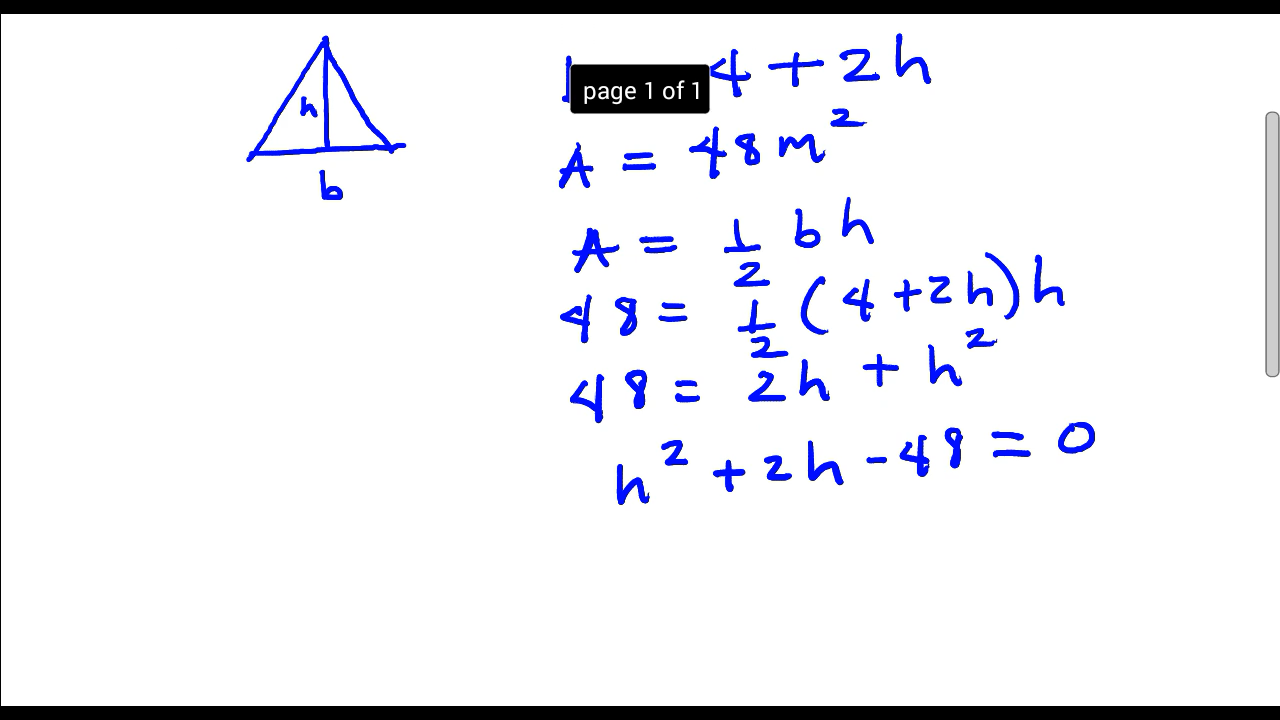 4 + 2h
page 1 of 1
h
A = 48m²
b
A = 1/2 bh
48 = 1/2 (4 + 2h)h
48 = 2h + h²
h² + 2h - 48 = 0